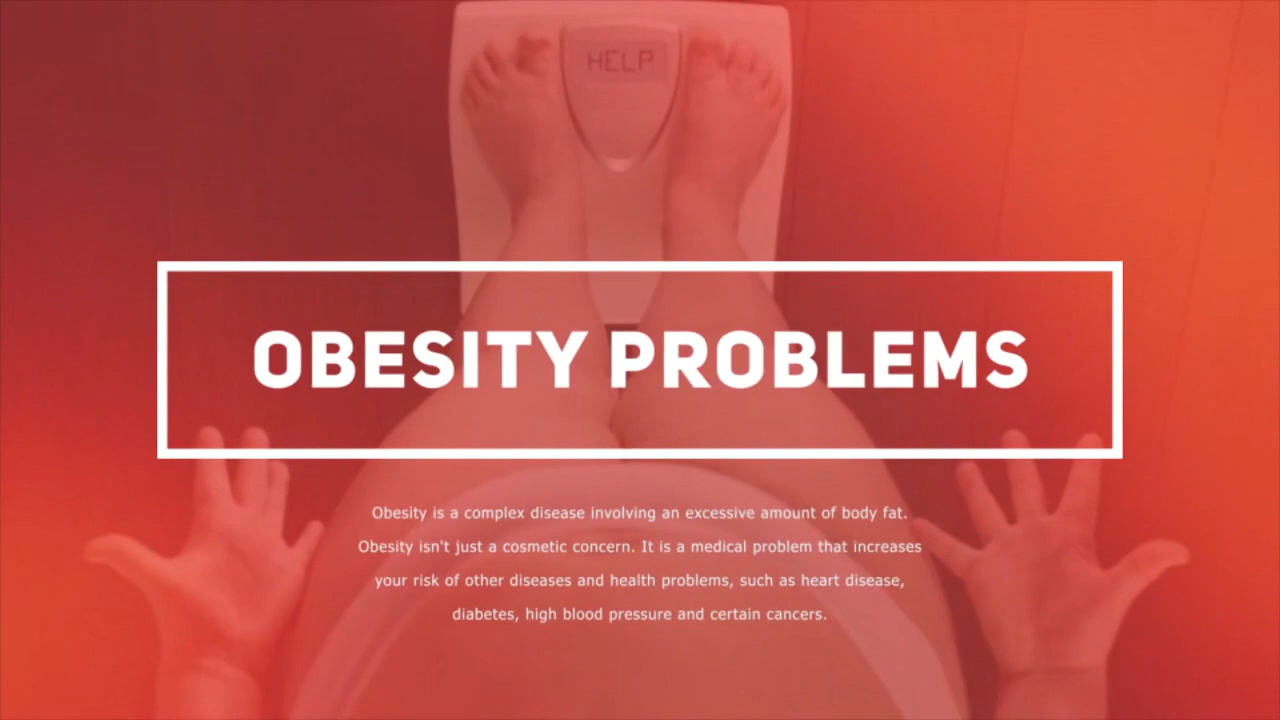 HELP
OBESITY PROBLEMS
Obesity is a complex disease involving an excessive amount of body fat.
Obesity isn't just a cosmetic concern. It is a medical problem that increases
your risk of other diseases and health problems, such as heart disease,
diabetes, high blood pressure and certain cancers.